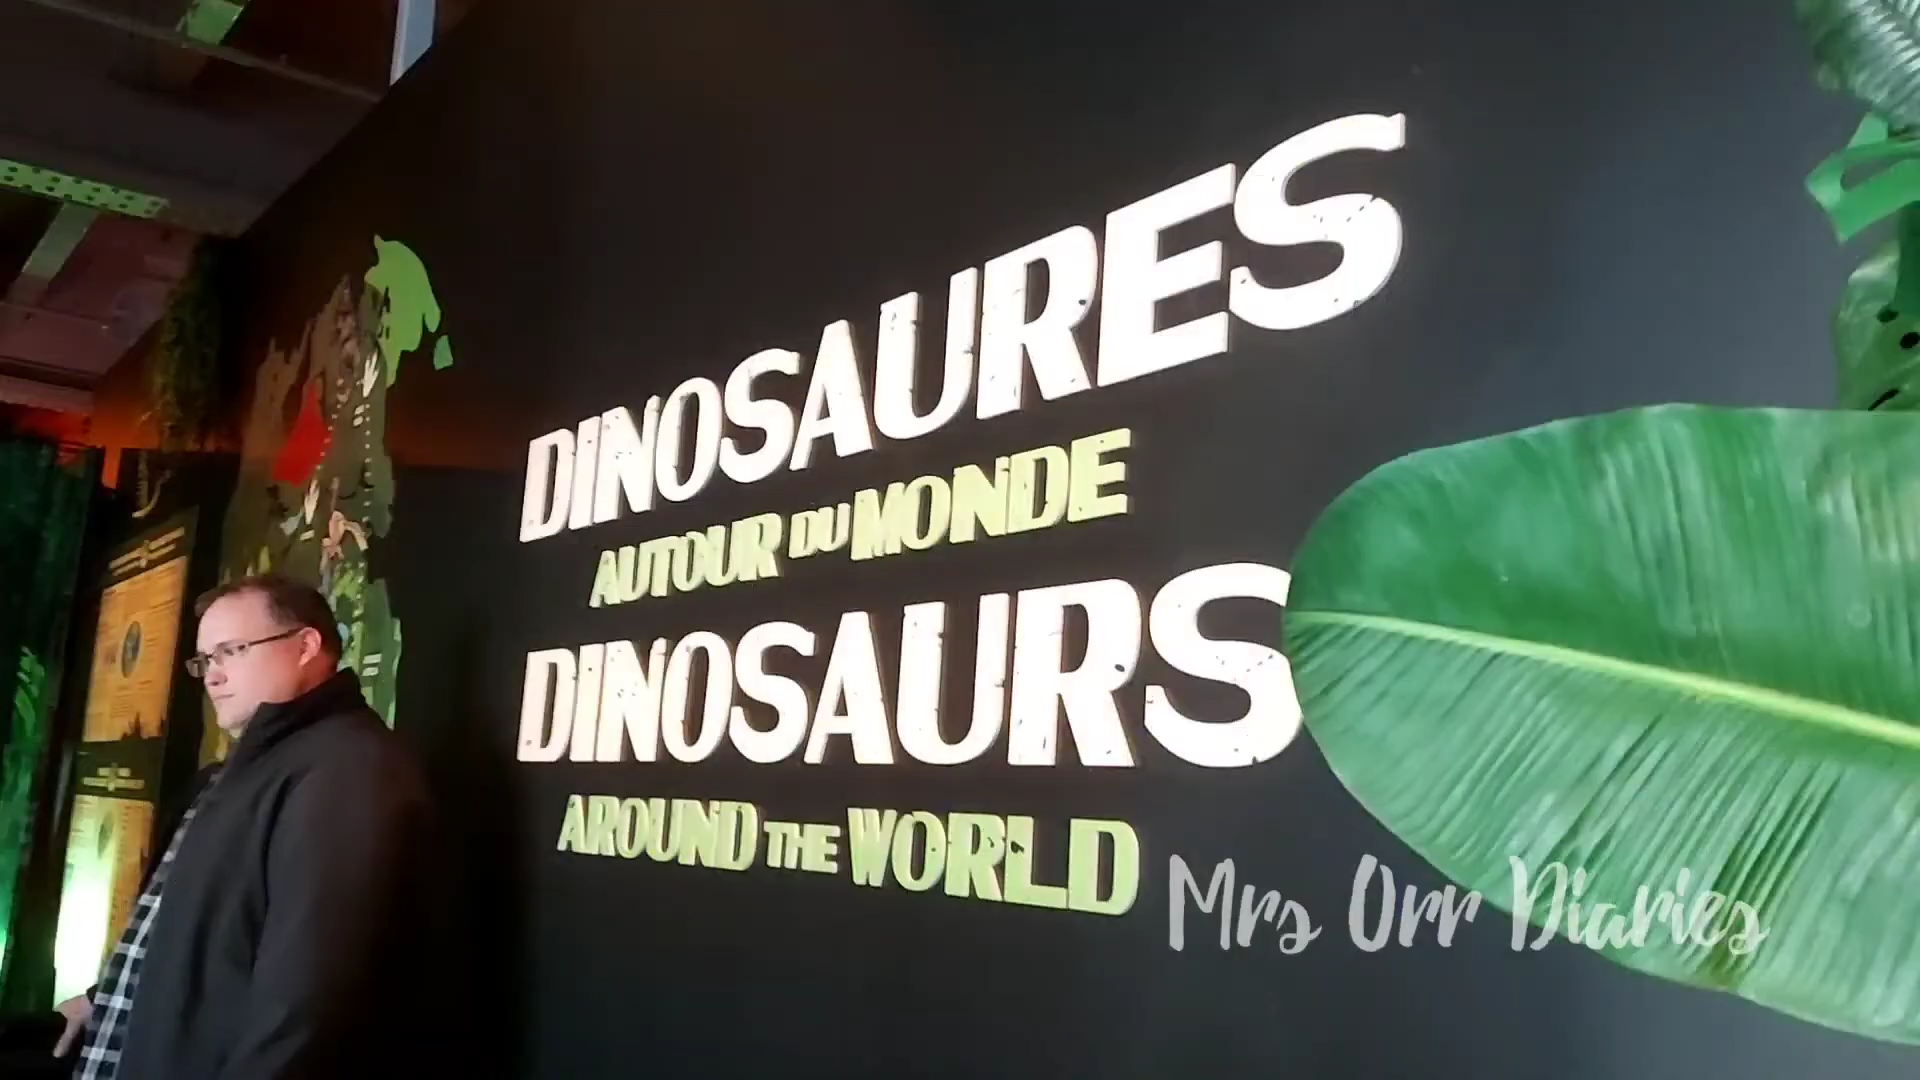 DINOSAURES
AUTOUR DU MONDE
DINOSAURS
AROUND THE WORLD
Mrs Orr Diaries